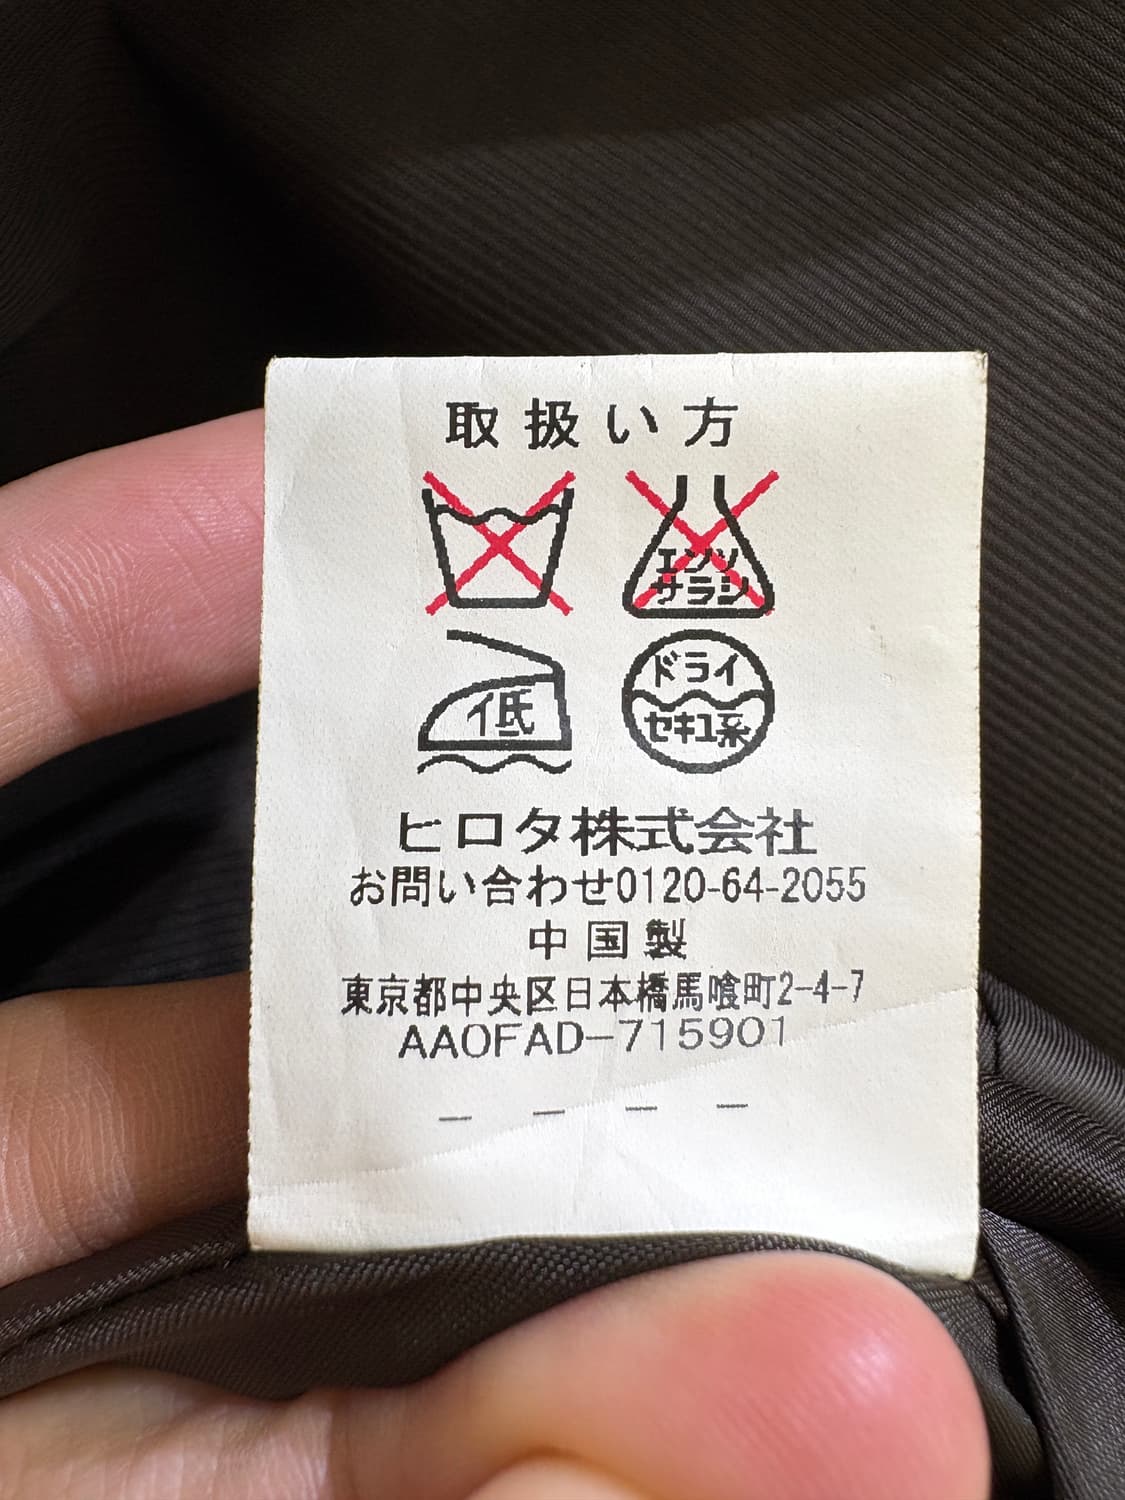 取扱い方
エンソ
サラシ
低
ドライ
セキユ系
ヒロタ株式会社
お問い合わせ0120-64-2055
中国製
東京都中央区日本橋馬喰町2-4-7
AAOFAD-715901
- - - -